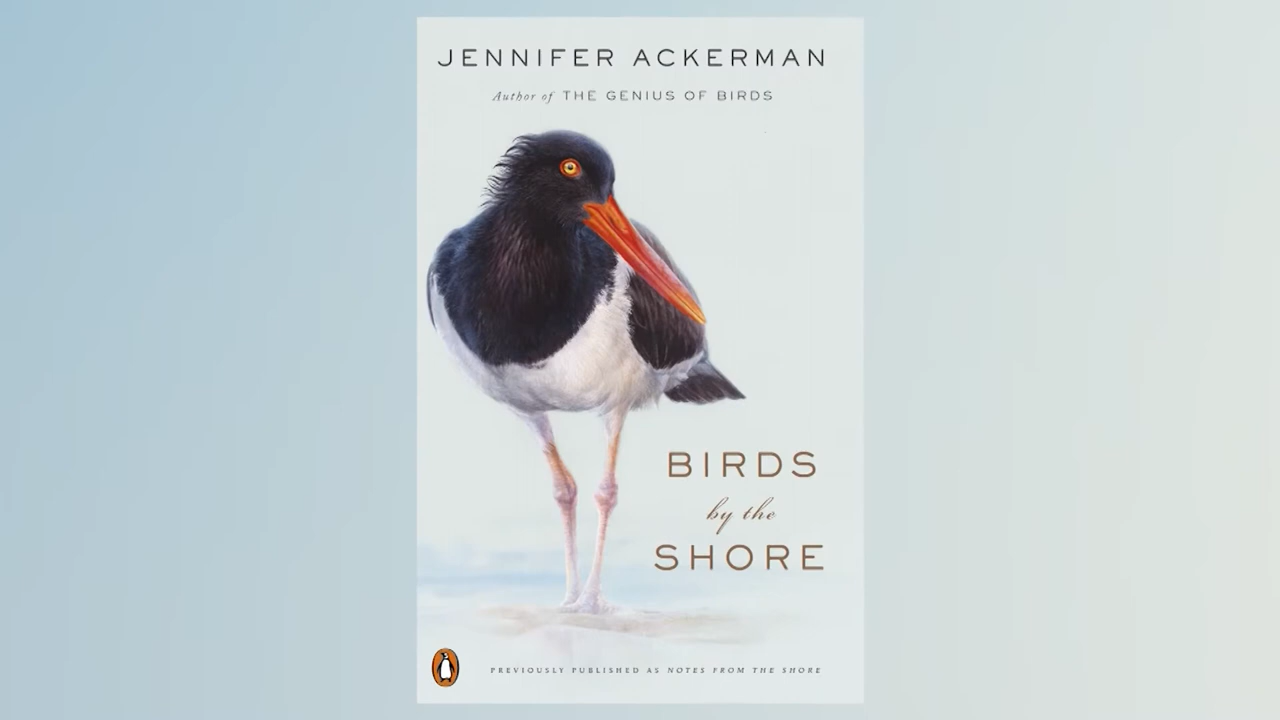 JENNIFER ACKERMAN
Author of THE GENIUS OF BIRDS
BIRDS
by the
SHORE
PREVIOUSLY PUBLISHED AS NOTES FROM THE SHORE